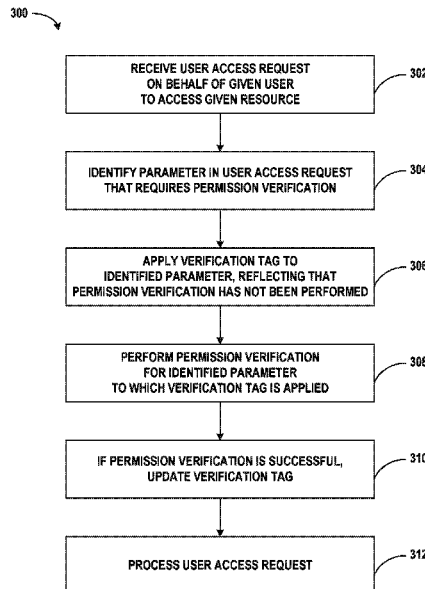 300
RECEIVE USER ACCESS REQUEST
ON BEHALF OF GIVEN USER
TO ACCESS GIVEN RESOURCE
302
IDENTIFY PARAMETER IN USER ACCESS REQUEST
THAT REQUIRES PERMISSION VERIFICATION
304
APPLY VERIFICATION TAG TO
IDENTIFIED PARAMETER, REFLECTING THAT
PERMISSION VERIFICATION HAS NOT BEEN PERFORMED
306
PERFORM PERMISSION VERIFICATION
FOR IDENTIFIED PARAMETER
TO WHICH VERIFICATION TAG IS APPLIED
308
IF PERMISSION VERIFICATION IS SUCCESSFUL,
UPDATE VERIFICATION TAG
310
PROCESS USER ACCESS REQUEST
312